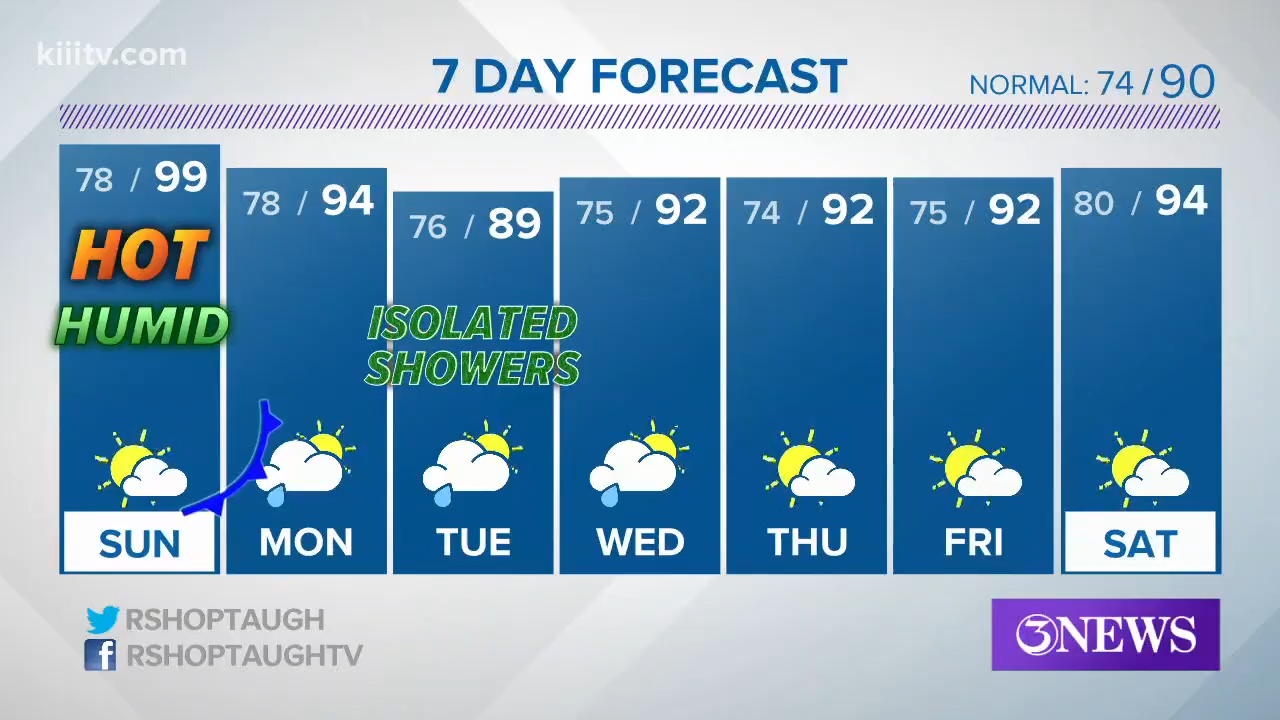 kiiitv.com
7 DAY FORECAST
NORMAL: 74 / 90
78 / 99
78 / 94
76 / 89
75 / 92
74 / 92
75 / 92
80 / 94
HOT
HUMID
ISOLATED
SHOWERS
SUN
MON
TUE
WED
THU
FRI
SAT
RSHOPTAUGH
f RSHOPTAUGHTV
3NEWS